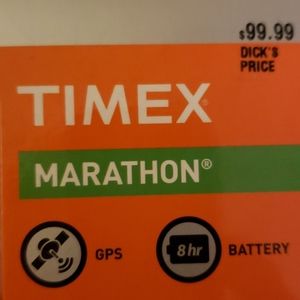 $99.99
DICK'S
PRICE
TIMEX®
MARATHON®
GPS
8hr
BATTERY